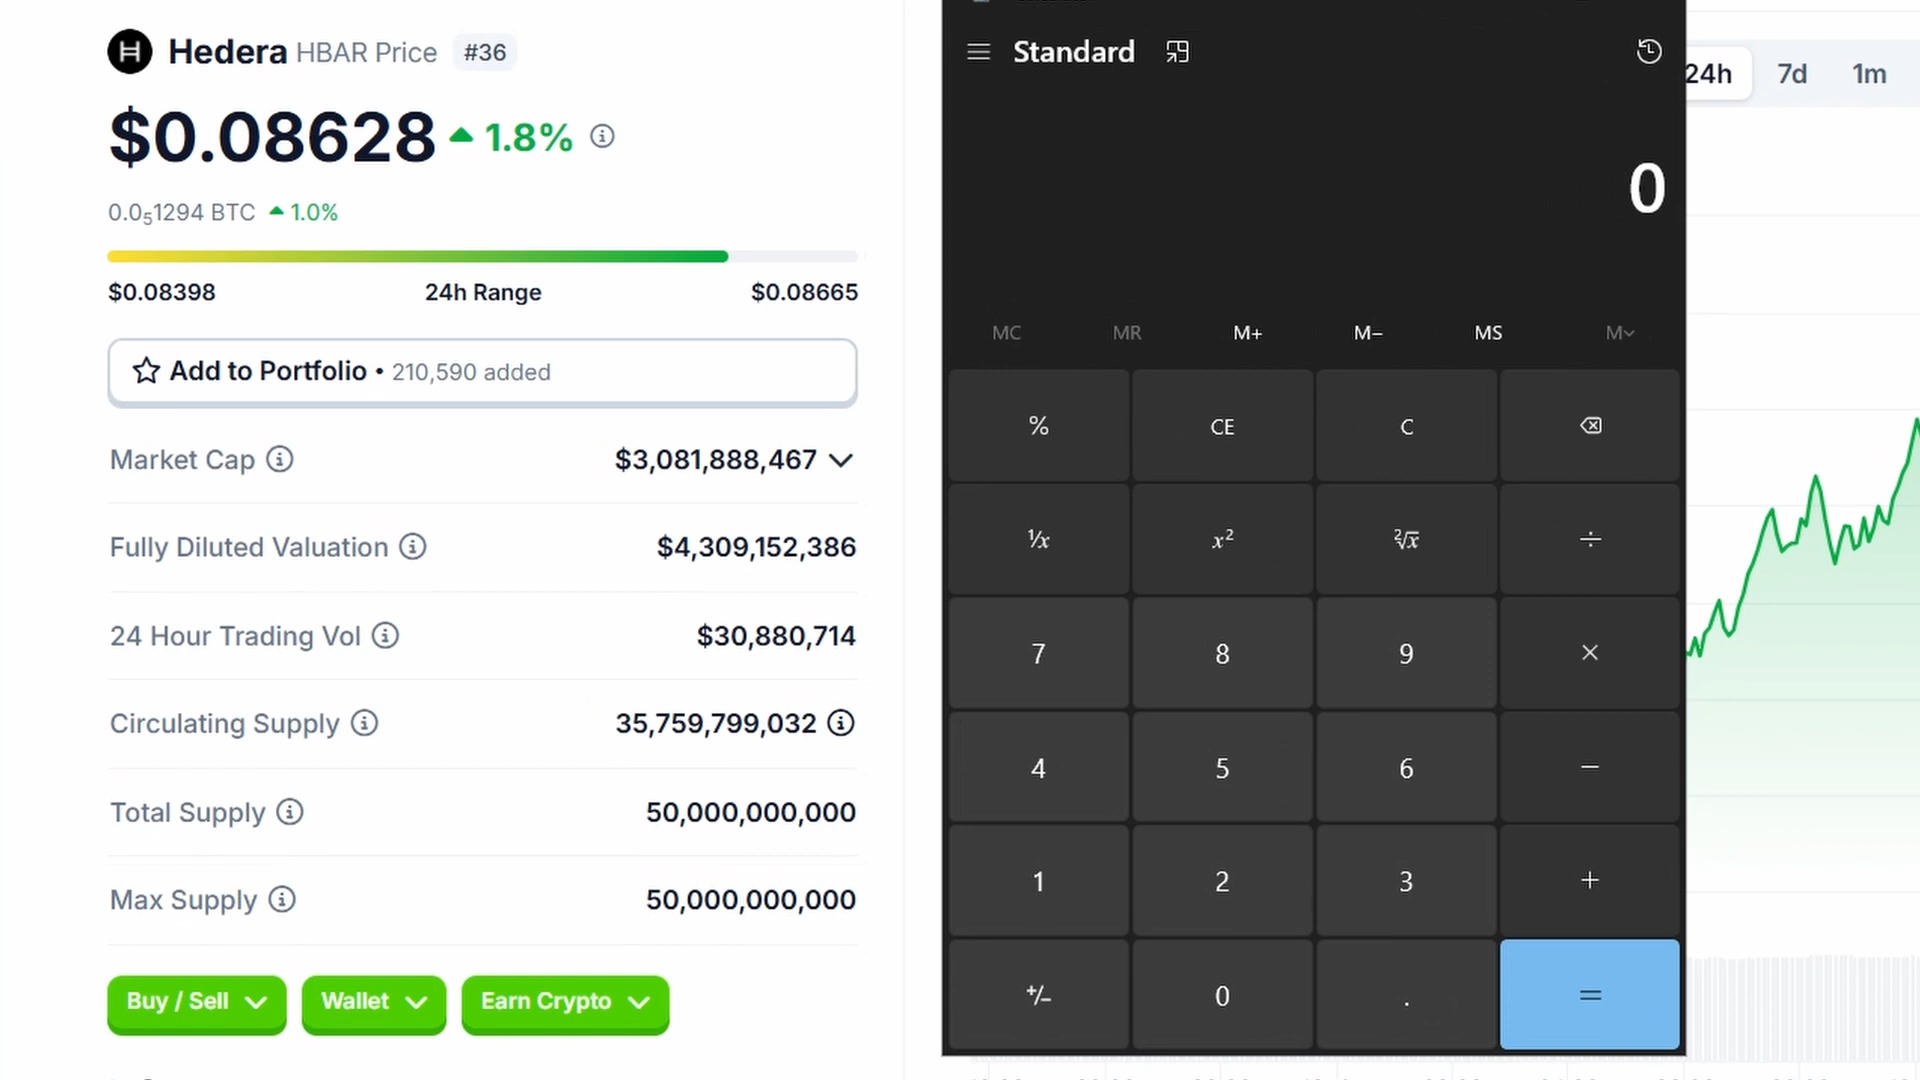 Hedera HBAR Price #36
$0.08628 1.8%
0.0₅1294 BTC 1.0%
$0.08398 24h Range $0.08665
Add to Portfolio • 210,590 added
Market Cap $3,081,888,467
Fully Diluted Valuation $4,309,152,386
24 Hour Trading Vol $30,880,714
Circulating Supply 35,759,799,032
Total Supply 50,000,000,000
Max Supply 50,000,000,000
Buy / Sell Wallet Earn Crypto
Standard
0
MC MR M+ M− MS M
% CE C
¹/x x² ²√x ÷
7 8 9 ×
4 5 6 −
1 2 3 +
+/− 0 . =
24h 7d 1m